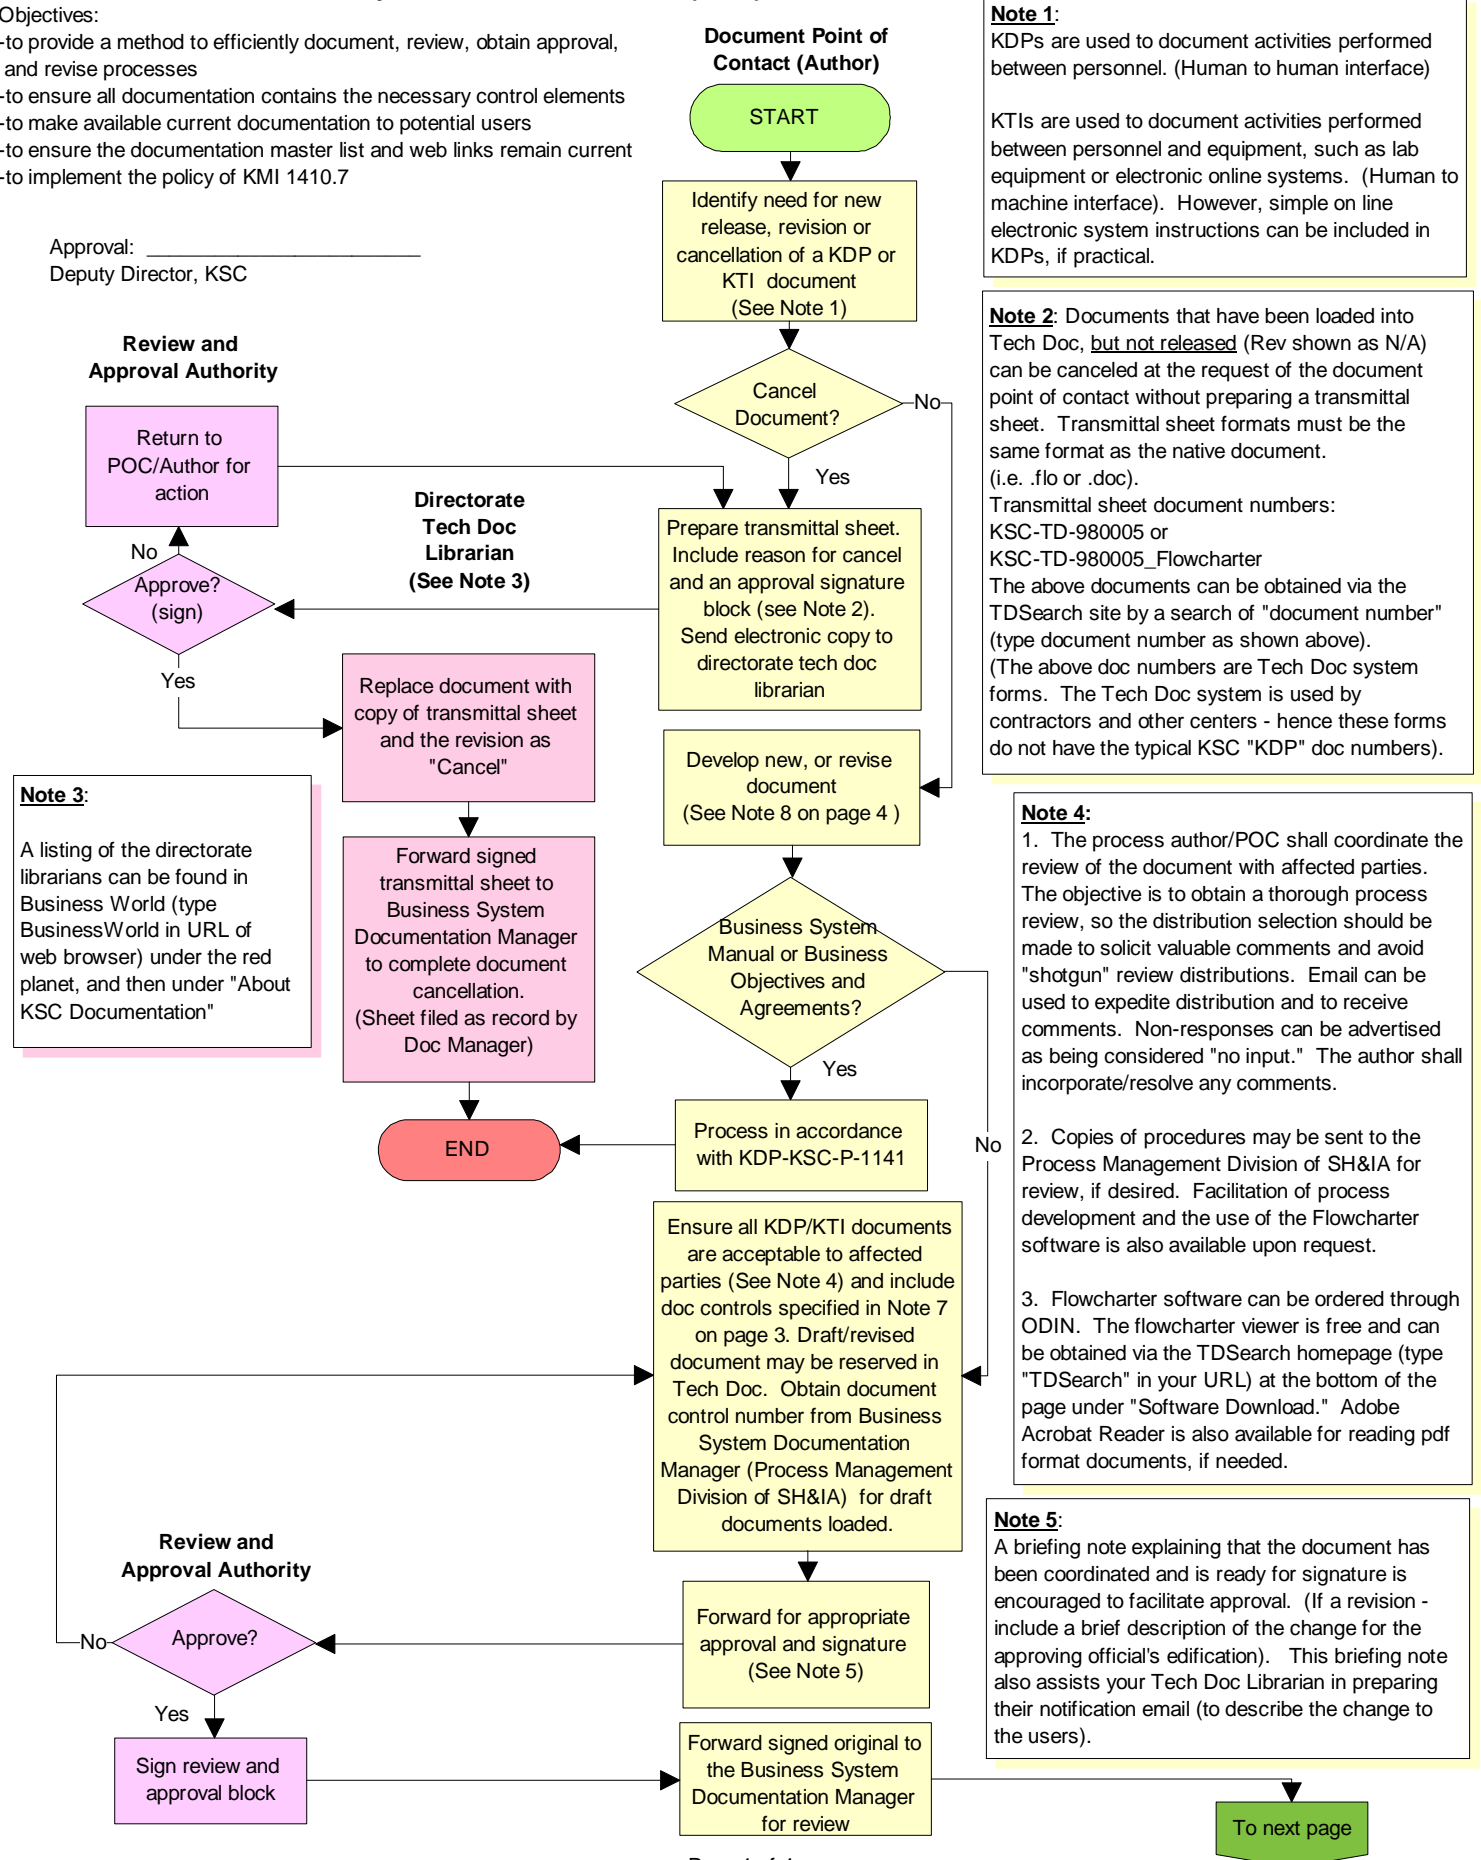 Objectives:
-to provide a method to efficiently document, review, obtain approval,
and revise processes
-to ensure all documentation contains the necessary control elements
-to make available current documentation to potential users
-to ensure the documentation master list and web links remain current
-to implement the policy of KMI 1410.7
Approval: ________________________
Deputy Director, KSC
Document Point of
Contact (Author)
START
Identify need for new
release, revision or
cancellation of a KDP or
KTI document
(See Note 1)
Cancel
Document?
No
Yes
Review and
Approval Authority
Return to
POC/Author for
action
No
Approve?
(sign)
Yes
Directorate
Tech Doc
Librarian
(See Note 3)
Prepare transmittal sheet.
Include reason for cancel
and an approval signature
block (see Note 2).
Send electronic copy to
directorate tech doc
librarian
Replace document with
copy of transmittal sheet
and the revision as
"Cancel"
Forward signed
transmittal sheet to
Business System
Documentation Manager
to complete document
cancellation.
(Sheet filed as record by
Doc Manager)
END
Develop new, or revise
document
(See Note 8 on page 4 )
Business System
Manual or Business
Objectives and
Agreements?
Yes
No
Process in accordance
with KDP-KSC-P-1141
Ensure all KDP/KTI documents
are acceptable to affected
parties (See Note 4) and include
doc controls specified in Note 7
on page 3. Draft/revised
document may be reserved in
Tech Doc. Obtain document
control number from Business
System Documentation
Manager (Process Management
Division of SH&IA) for draft
documents loaded.
Forward for appropriate
approval and signature
(See Note 5)
Review and
Approval Authority
Approve?
No
Yes
Sign review and
approval block
Forward signed original to
the Business System
Documentation Manager
for review
To next page
Note 1:
KDPs are used to document activities performed
between personnel. (Human to human interface)
KTIs are used to document activities performed
between personnel and equipment, such as lab
equipment or electronic online systems. (Human to
machine interface). However, simple on line
electronic system instructions can be included in
KDPs, if practical.
Note 2: Documents that have been loaded into
Tech Doc, but not released (Rev shown as N/A)
can be canceled at the request of the document
point of contact without preparing a transmittal
sheet. Transmittal sheet formats must be the
same format as the native document.
(i.e. .flo or .doc).
Transmittal sheet document numbers:
KSC-TD-980005 or
KSC-TD-980005_Flowcharter
The above documents can be obtained via the
TDSearch site by a search of "document number"
(type document number as shown above).
(The above doc numbers are Tech Doc system
forms. The Tech Doc system is used by
contractors and other centers - hence these forms
do not have the typical KSC "KDP" doc numbers).
Note 3:
A listing of the directorate
librarians can be found in
Business World (type
BusinessWorld in URL of
web browser) under the red
planet, and then under "About
KSC Documentation"
Note 4:
1. The process author/POC shall coordinate the
review of the document with affected parties.
The objective is to obtain a thorough process
review, so the distribution selection should be
made to solicit valuable comments and avoid
"shotgun" review distributions. Email can be
used to expedite distribution and to receive
comments. Non-responses can be advertised
as being considered "no input." The author shall
incorporate/resolve any comments.
2. Copies of procedures may be sent to the
Process Management Division of SH&IA for
review, if desired. Facilitation of process
development and the use of the Flowcharter
software is also available upon request.
3. Flowcharter software can be ordered through
ODIN. The flowcharter viewer is free and can
be obtained via the TDSearch homepage (type
"TDSearch" in your URL) at the bottom of the
page under "Software Download." Adobe
Acrobat Reader is also available for reading pdf
format documents, if needed.
Note 5:
A briefing note explaining that the document has
been coordinated and is ready for signature is
encouraged to facilitate approval. (If a revision -
include a brief description of the change for the
approving official's edification). This briefing note
also assists your Tech Doc Librarian in preparing
their notification email (to describe the change to
the users).